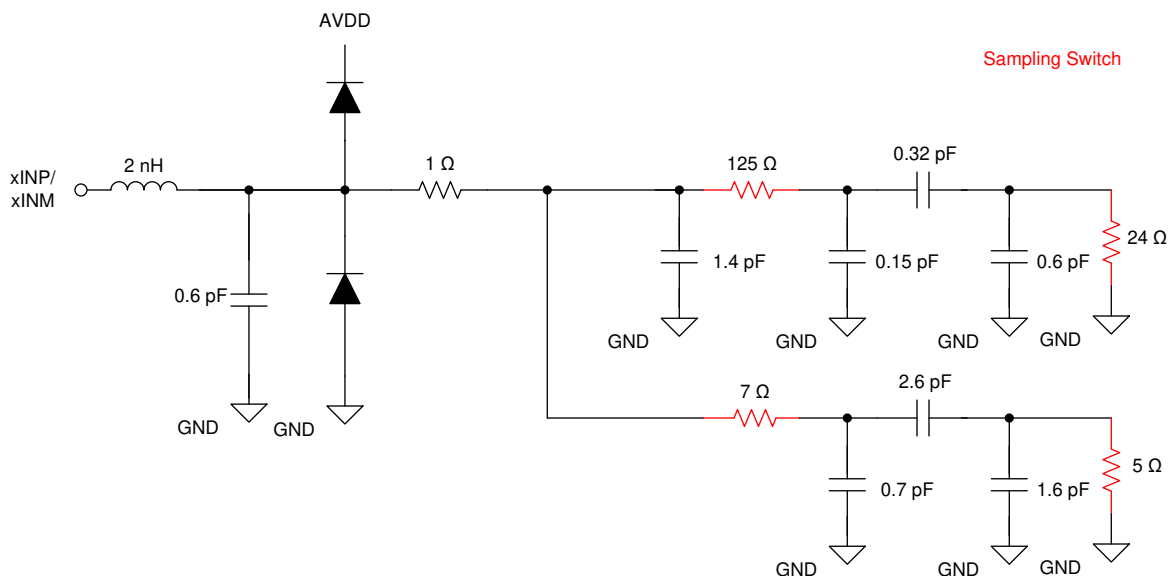 AVDD
Sampling Switch
xINP/
xINM
2 nH
1 Ω
125 Ω
0.32 pF
24 Ω
0.6 pF
1.4 pF
0.15 pF
0.6 pF
GND
GND
GND
GND
7 Ω
2.6 pF
GND
GND
5 Ω
0.7 pF
1.6 pF
GND
GND
GND